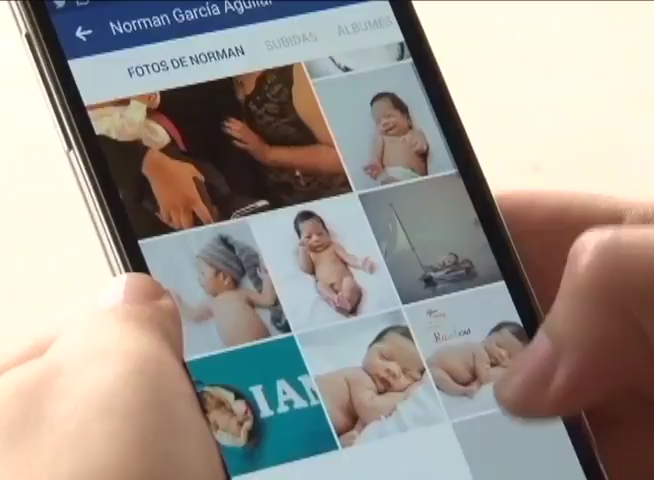 Norman García Aguilar
FOTOS DE NORMAN
SUBIDAS
ÁLBUMES
IAN